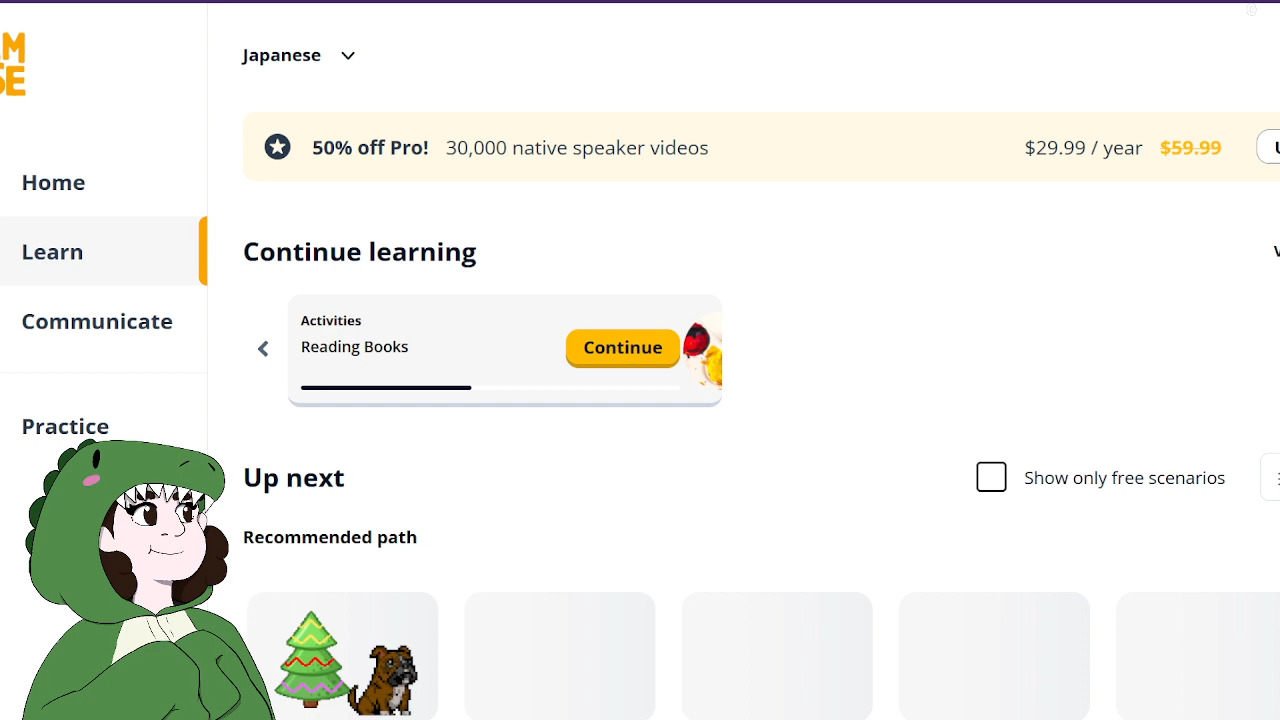 Japanese
50% off Pro! 30,000 native speaker videos $29.99 / year $59.99
Home
Learn
Communicate
Practice
Continue learning
Activities
Reading Books
Continue
Up next
Show only free scenarios
Recommended path